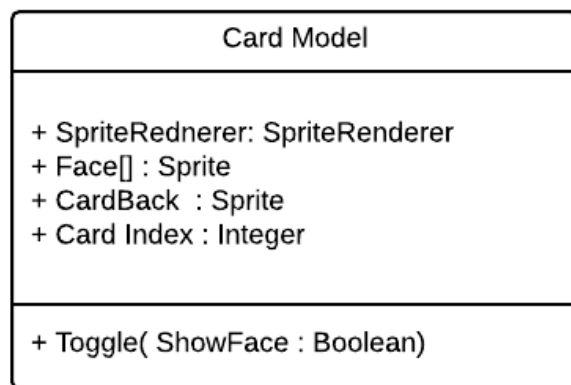 Card Model
+ SpriteRednerer: SpriteRenderer
+ Face[] : Sprite
+ CardBack : Sprite
+ Card Index : Integer
+ Toggle( ShowFace : Boolean)